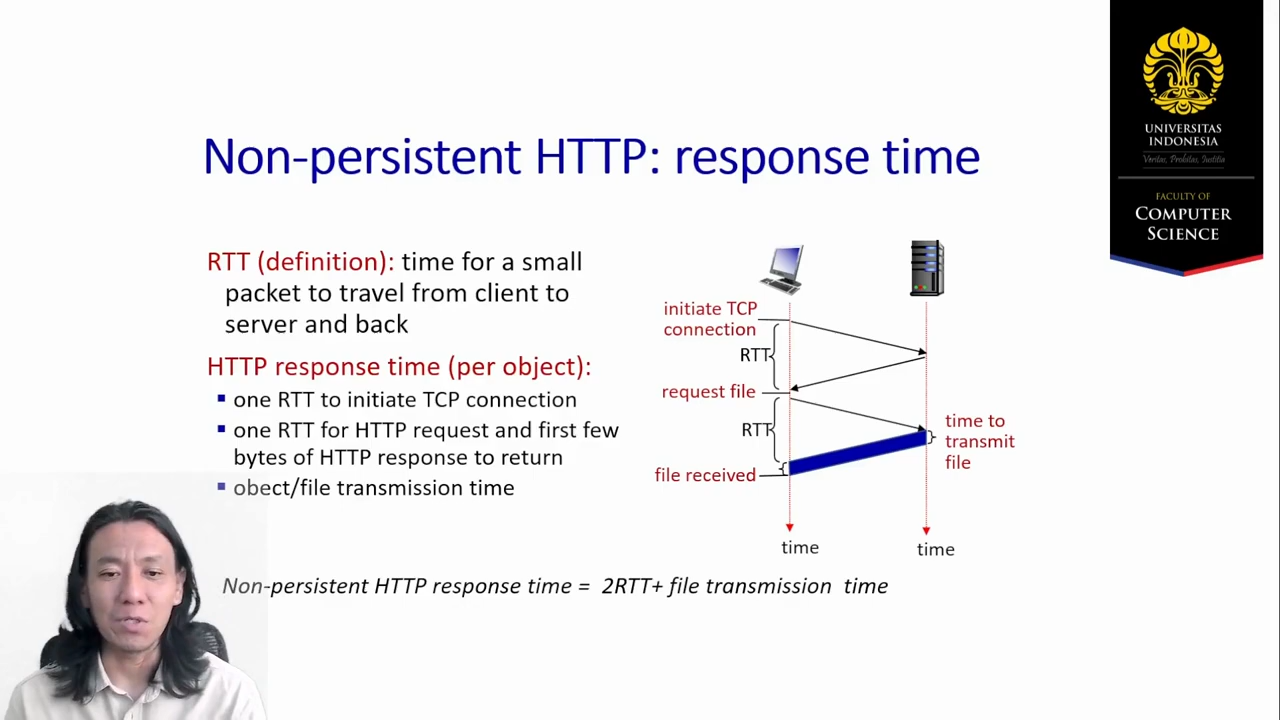 UNIVERSITAS
INDONESIA
Veritas, Probitas, Justitia
FACULTY OF
COMPUTER
SCIENCE
Non-persistent HTTP: response time
RTT (definition): time for a small
packet to travel from client to
server and back
HTTP response time (per object):
▪ one RTT to initiate TCP connection
▪ one RTT for HTTP request and first few
bytes of HTTP response to return
▪ obect/file transmission time
initiate TCP
connection
RTT
request file
RTT
file received
time to
transmit
file
time
time
Non-persistent HTTP response time = 2RTT+ file transmission time